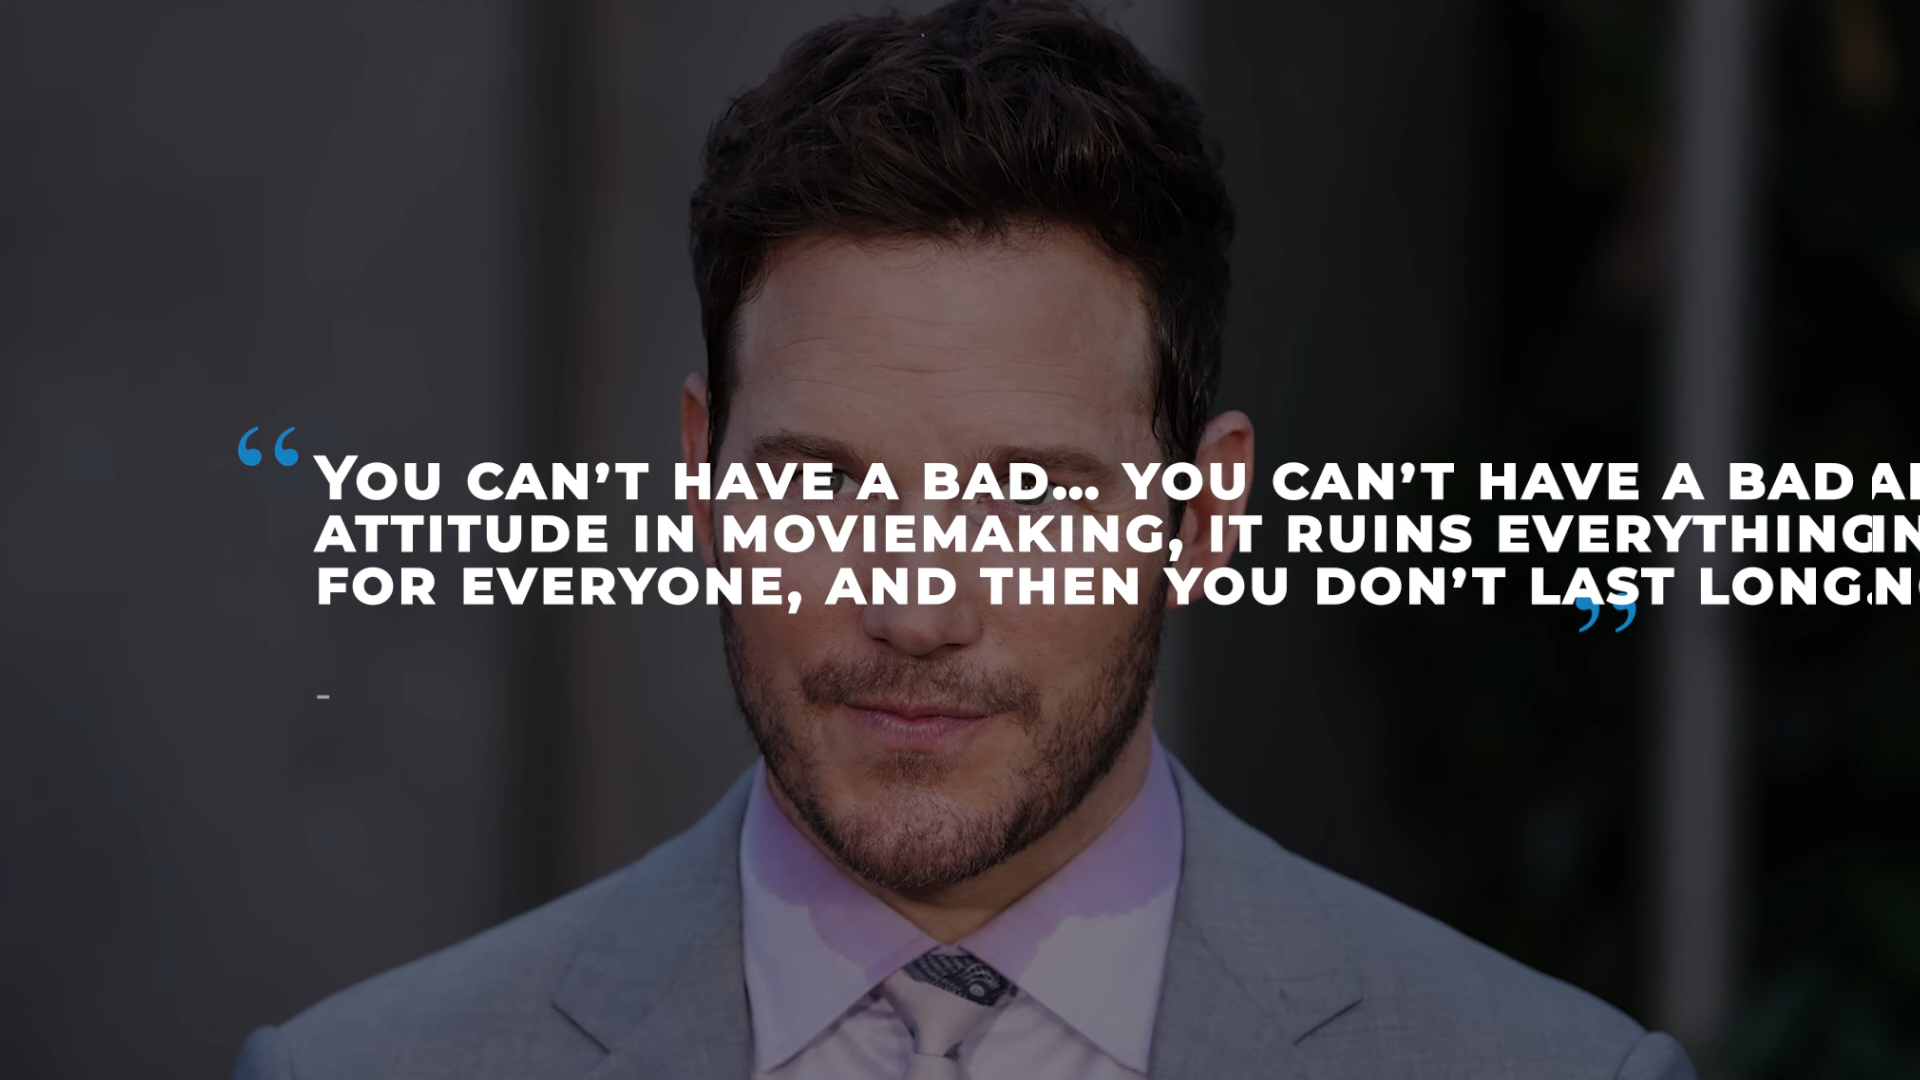 “YOU CAN’T HAVE A BAD... YOU CAN’T HAVE A BAD
ATTITUDE IN MOVIEMAKING, IT RUINS EVERYTHING
FOR EVERYONE, AND THEN YOU DON’T LAST LONG.”
-